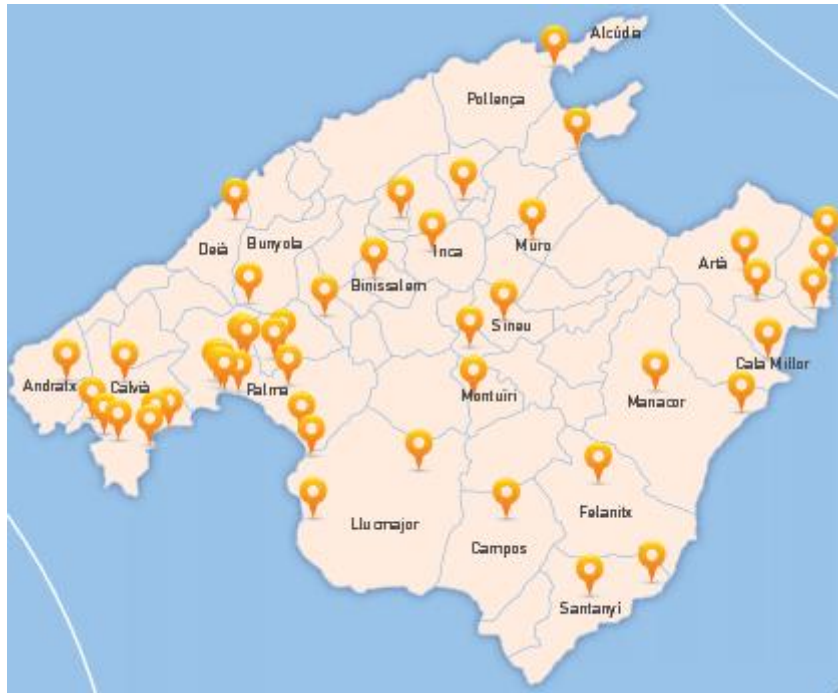 Alcúdia
Pollença
Deià
Bunyola
Inca
Muro
Artà
Binissalem
Sineu
Andratx
Calvià
Palma
Montuïri
Manacor
Cala Millor
Llucmajor
Campos
Felanitx
Santanyí